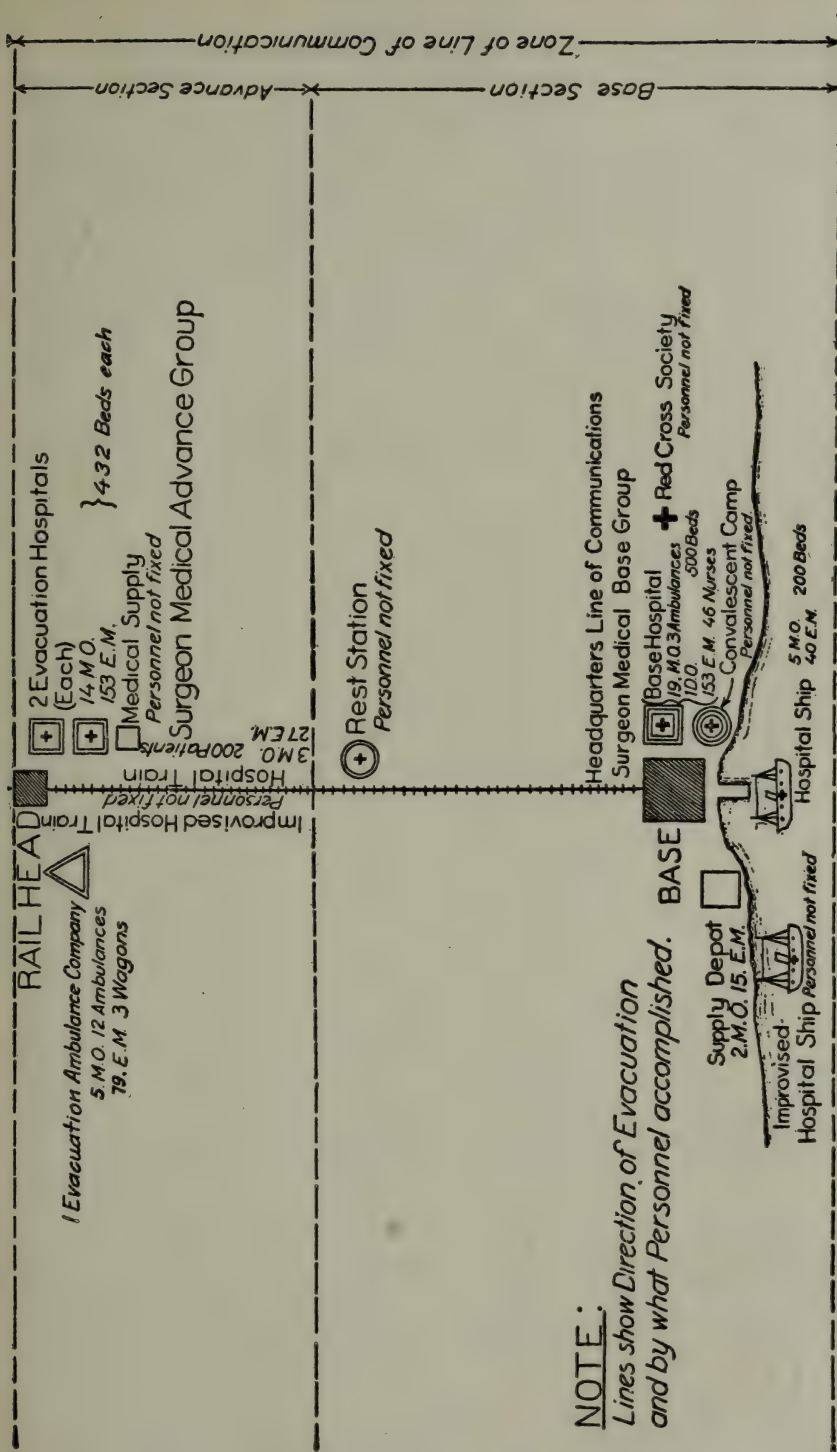 Zone of Line of Communication
Advance Section
Base Section
RAIL HEAD
1 Evacuation Ambulance Company
5 M.O. 12 Ambulances
79. E.M. 3 Wagons
2 Evacuation Hospitals
(Each)
14 M.O.
153 E.M.
432 Beds each
Medical Supply
Personnel not fixed
Surgeon Medical Advance Group
Improvised Hospital Train
Personnel not fixed
Hospital Train
3 M.O. 200 Patients
27 E.M.
Rest Station
Personnel not fixed
Headquarters Line of Communications
Surgeon Medical Base Group
BASE
Base Hospital
19. M.O. 3 Ambulances
1 D.O. 500 Beds
153 E.M. 46 Nurses
Red Cross Society
Personnel not fixed
Convalescent Camp
Personnel not fixed.
Supply Depot
2. M.O. 15. E.M.
Improvised
Hospital Ship Personnel not fixed
Hospital Ship 5 M.O. 200 Beds
40 E.M.
NOTE:
Lines show Direction of Evacuation
and by what Personnel accomplished.